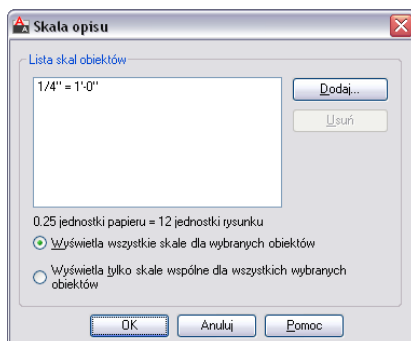 Skala opisu
Lista skal obiektów
1/4" = 1'-0"
Dodaj...
Usuń
0.25 jednostki papieru = 12 jednostki rysunku
Wyświetla wszystkie skale dla wybranych obiektów
Wyświetla tylko skale wspólne dla wszystkich wybranych
obiektów
OK
Anuluj
Pomoc